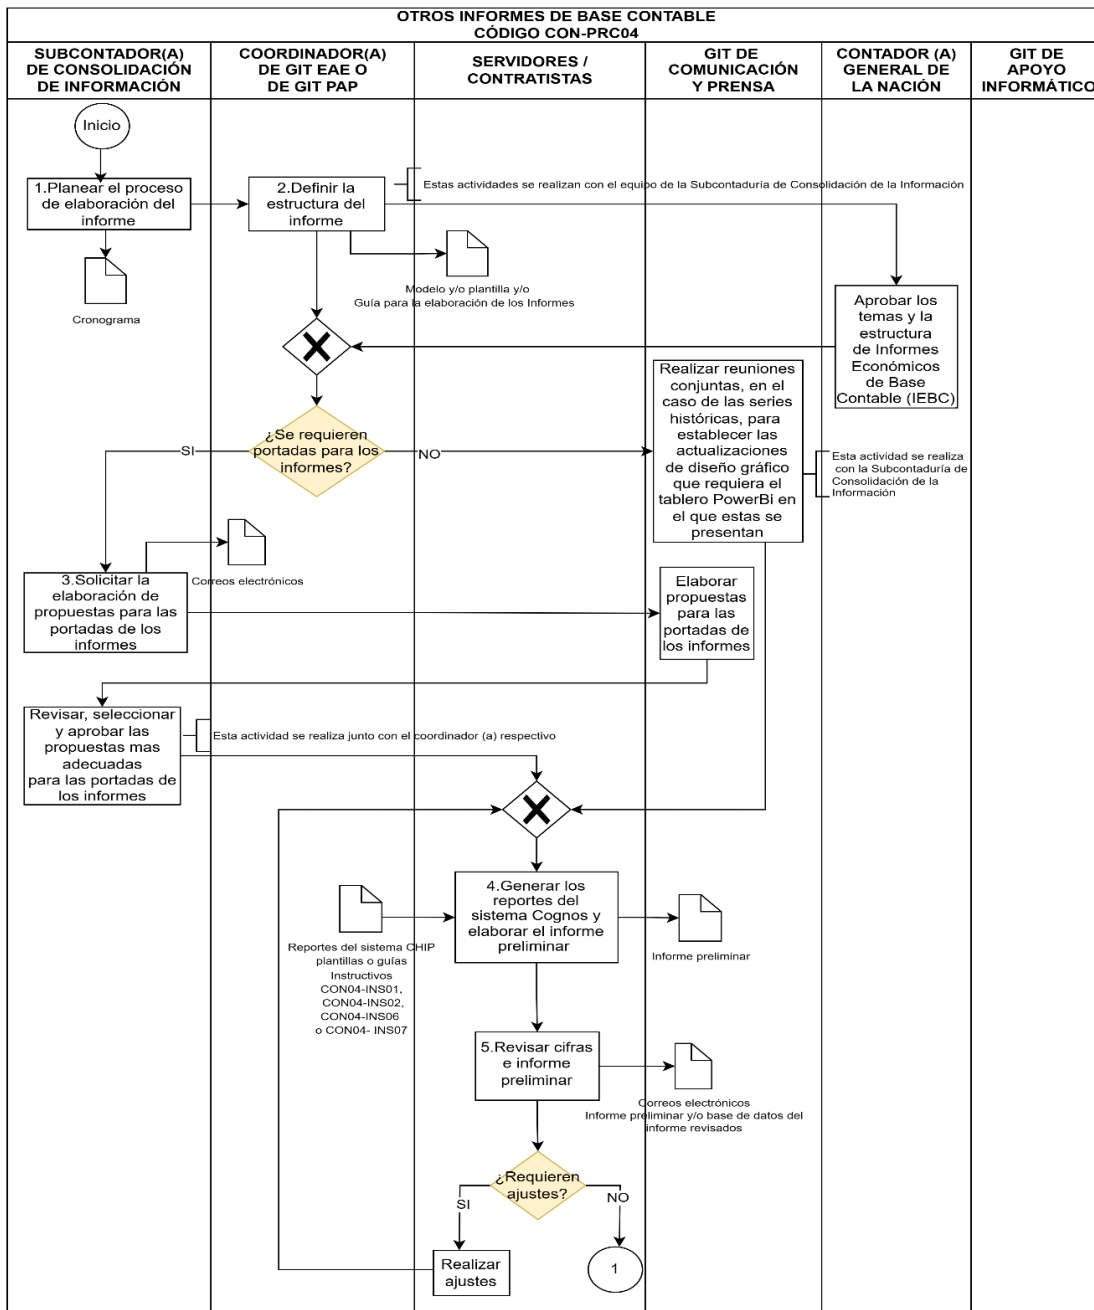 OTROS INFORMES DE BASE CONTABLE
CÓDIGO CON-PRC04
SUBCONTADOR(A)
DE CONSOLIDACIÓN
DE INFORMACIÓN
COORDINADOR(A)
DE GIT EAE O
DE GIT PAP
SERVIDORES /
CONTRATISTAS
GIT DE
COMUNICACIÓN
Y PRENSA
CONTADOR (A)
GENERAL DE
LA NACIÓN
GIT DE
APOYO
INFORMÁTICO
Inicio
1.Planear el proceso
de elaboración del
informe
2.Definir la
estructura del
informe
Estas actividades se realizan con el equipo de la Subcontaduría de Consolidación de la Información
Cronograma
Modelo y/o plantilla y/o
Guía para la elaboración de los Informes
Aprobar los
temas y la
estructura
de Informes
Económicos
de Base
Contable (IEBC)
¿Se requieren
portadas para los
informes?
SI
NO
Realizar reuniones
conjuntas, en el
caso de las series
históricas, para
establecer las
actualizaciones
de diseño gráfico
que requiera el
tablero PowerBi en
el que estas se
presentan
Esta actividad se realiza
con la Subcontaduría de
Consolidación de la
Información
Correos electrónicos
3.Solicitar la
elaboración de
propuestas para las
portadas de los
informes
Elaborar
propuestas
para las
portadas de
los informes
Revisar, seleccionar
y aprobar las
propuestas mas
adecuadas
para las portadas de
los informes
Esta actividad se realiza junto con el coordinador (a) respectivo
4.Generar los
reportes del
sistema Cognos y
elaborar el informe
preliminar
Reportes del sistema CHIP
plantillas o guías
Instructivos
CON04-INS01,
CON04-INS02,
CON04-INS06
o CON04- INS07
Informe preliminar
5.Revisar cifras
e informe
preliminar
Correos electrónicos
Informe preliminar y/o base de datos del
informe revisados
¿Requieren
ajustes?
SI
NO
Realizar
ajustes
1